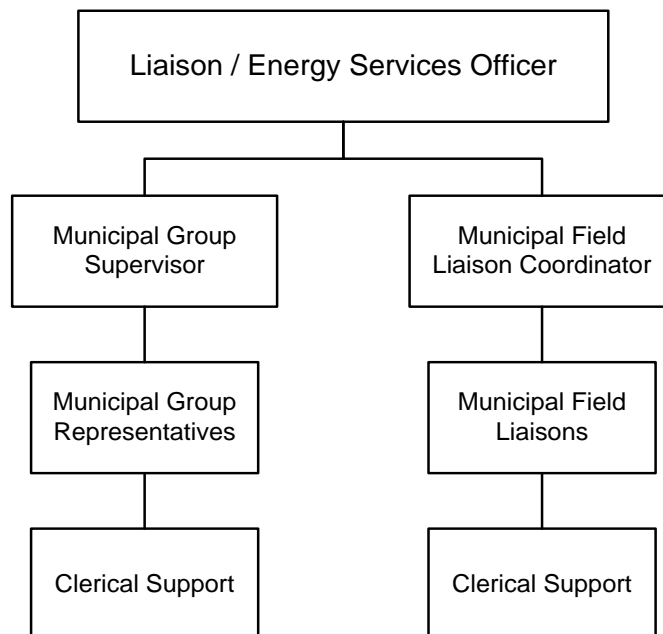 Liaison / Energy Services Officer
Municipal Group
Supervisor
Municipal Field
Liaison Coordinator
Municipal Group
Representatives
Municipal Field
Liaisons
Clerical Support
Clerical Support